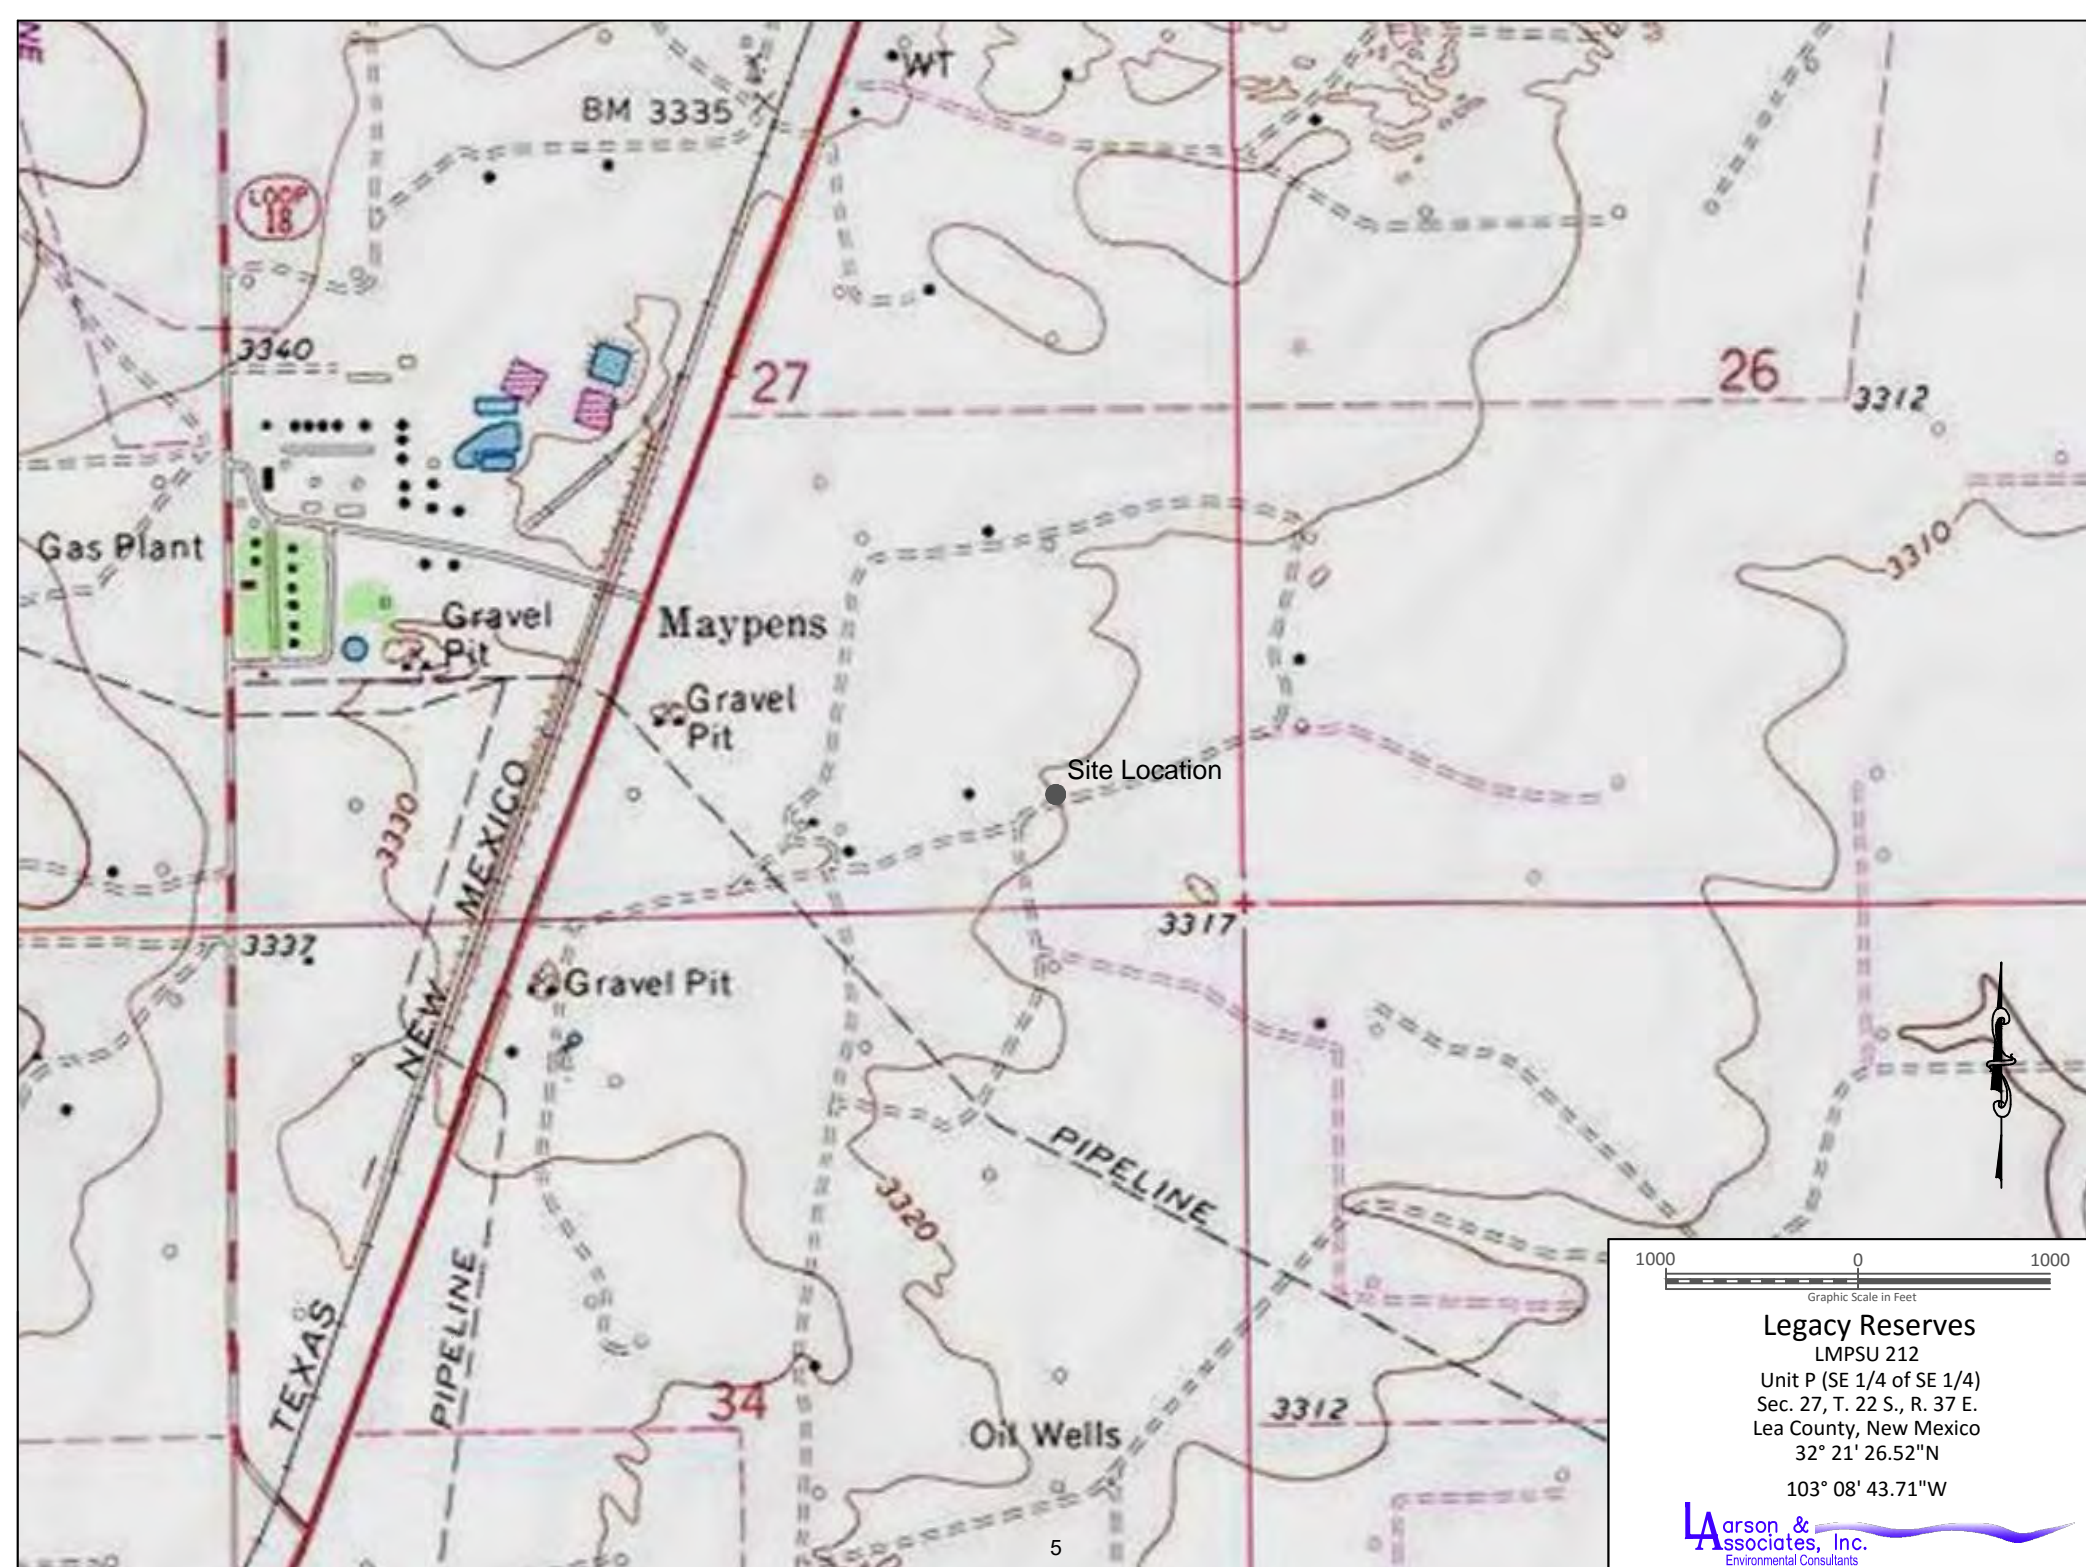 NE
WT
BM 3335
LOOP
18
3340
27
26
3312
3310
Gas Plant
Gravel
Pit
Maypens
Gravel
Pit
Site Location
3330
NEW MEXICO
3317
3337
Gravel Pit
PIPELINE
3320
TEXAS
PIPELINE
34
3312
Oil Wells
5
1000 0 1000
Graphic Scale in Feet
Legacy Reserves
LMPSU 212
Unit P (SE 1/4 of SE 1/4)
Sec. 27, T. 22 S., R. 37 E.
Lea County, New Mexico
32° 21' 26.52"N
103° 08' 43.71"W
Larson &
Associates, Inc.
Environmental Consultants